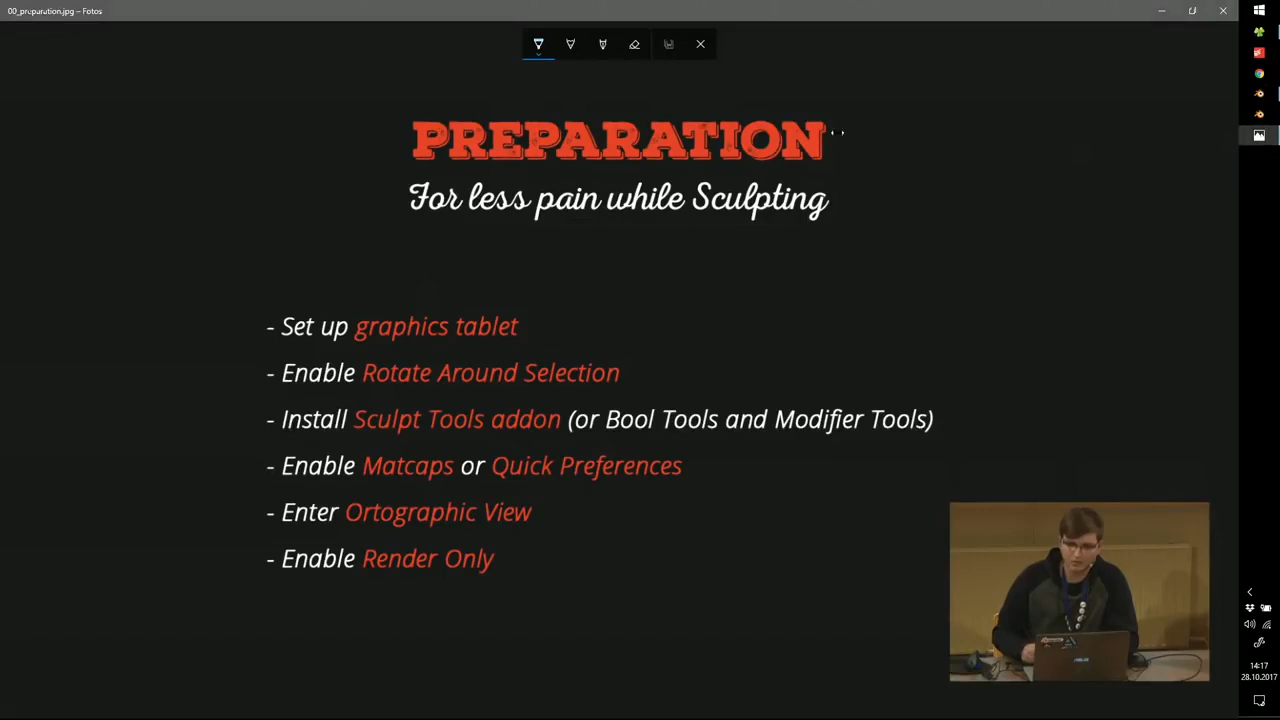 00_preparation.jpg – Fotos
PREPARATION
For less pain while Sculpting
- Set up graphics tablet
- Enable Rotate Around Selection
- Install Sculpt Tools addon (or Bool Tools and Modifier Tools)
- Enable Matcaps or Quick Preferences
- Enter Ortographic View
- Enable Render Only
ASUS
14:17
28.10.2017